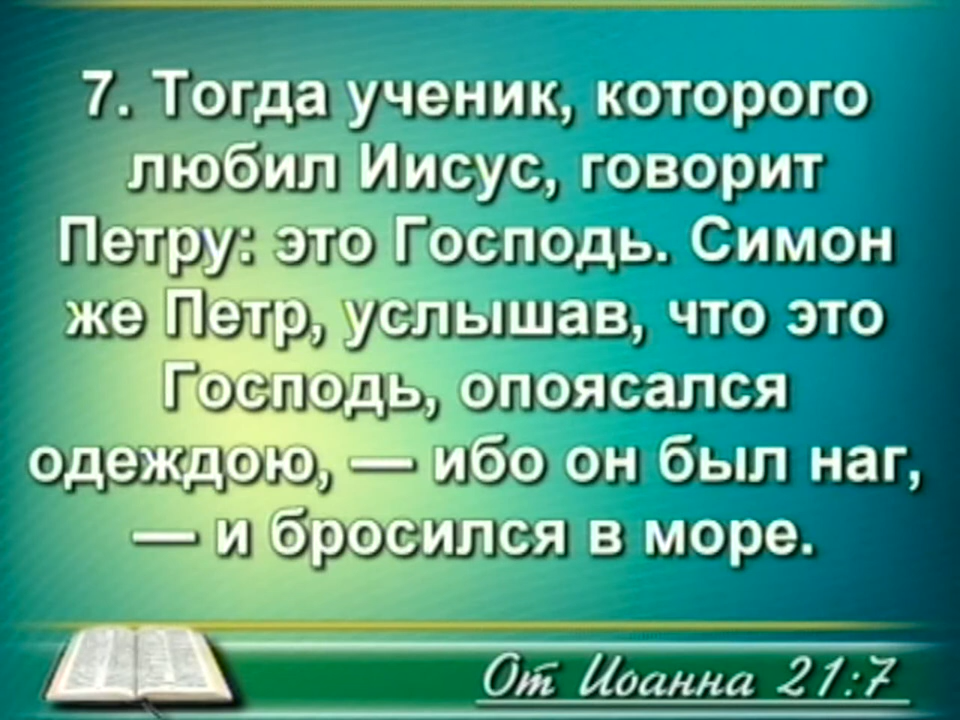 7. Тогда ученик, которого
любил Иисус, говорит
Петру: это Господь. Симон
же Петр, услышав, что это
Господь, опоясался
одеждою, — ибо он был наг,
— и бросился в море.
От Иоанна 21:7